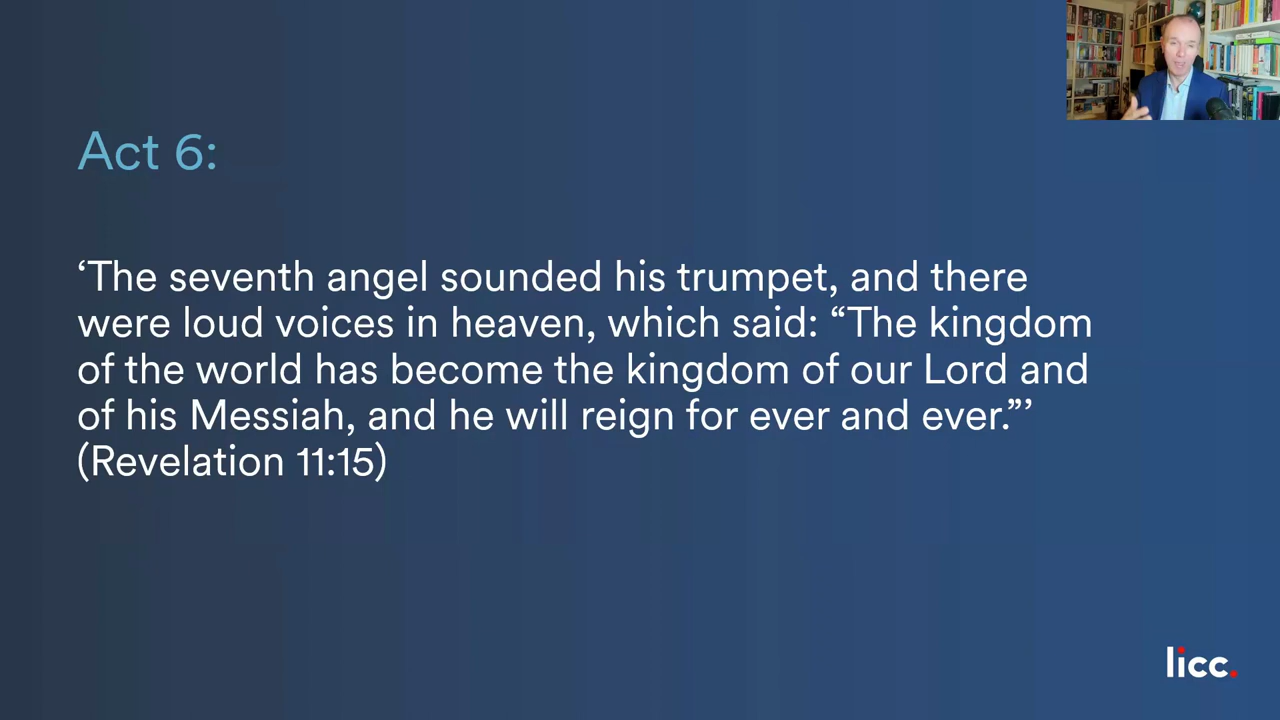 Act 6:
‘The seventh angel sounded his trumpet, and there
were loud voices in heaven, which said: “The kingdom
of the world has become the kingdom of our Lord and
of his Messiah, and he will reign for ever and ever.”’
(Revelation 11:15)
licc.